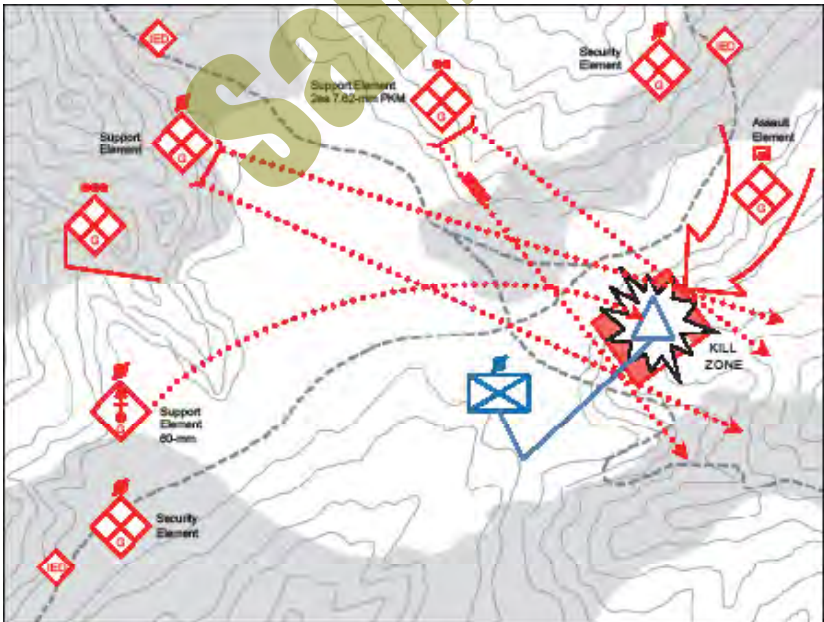 Sam
IED
Security
Element
IED
Support Element
2ea 7.62-mm PKM
G
G
Support
Element
G
Assault
Element
G
G
KILL
ZONE
G
Support
Element
60-mm
G
Security
Element
IED